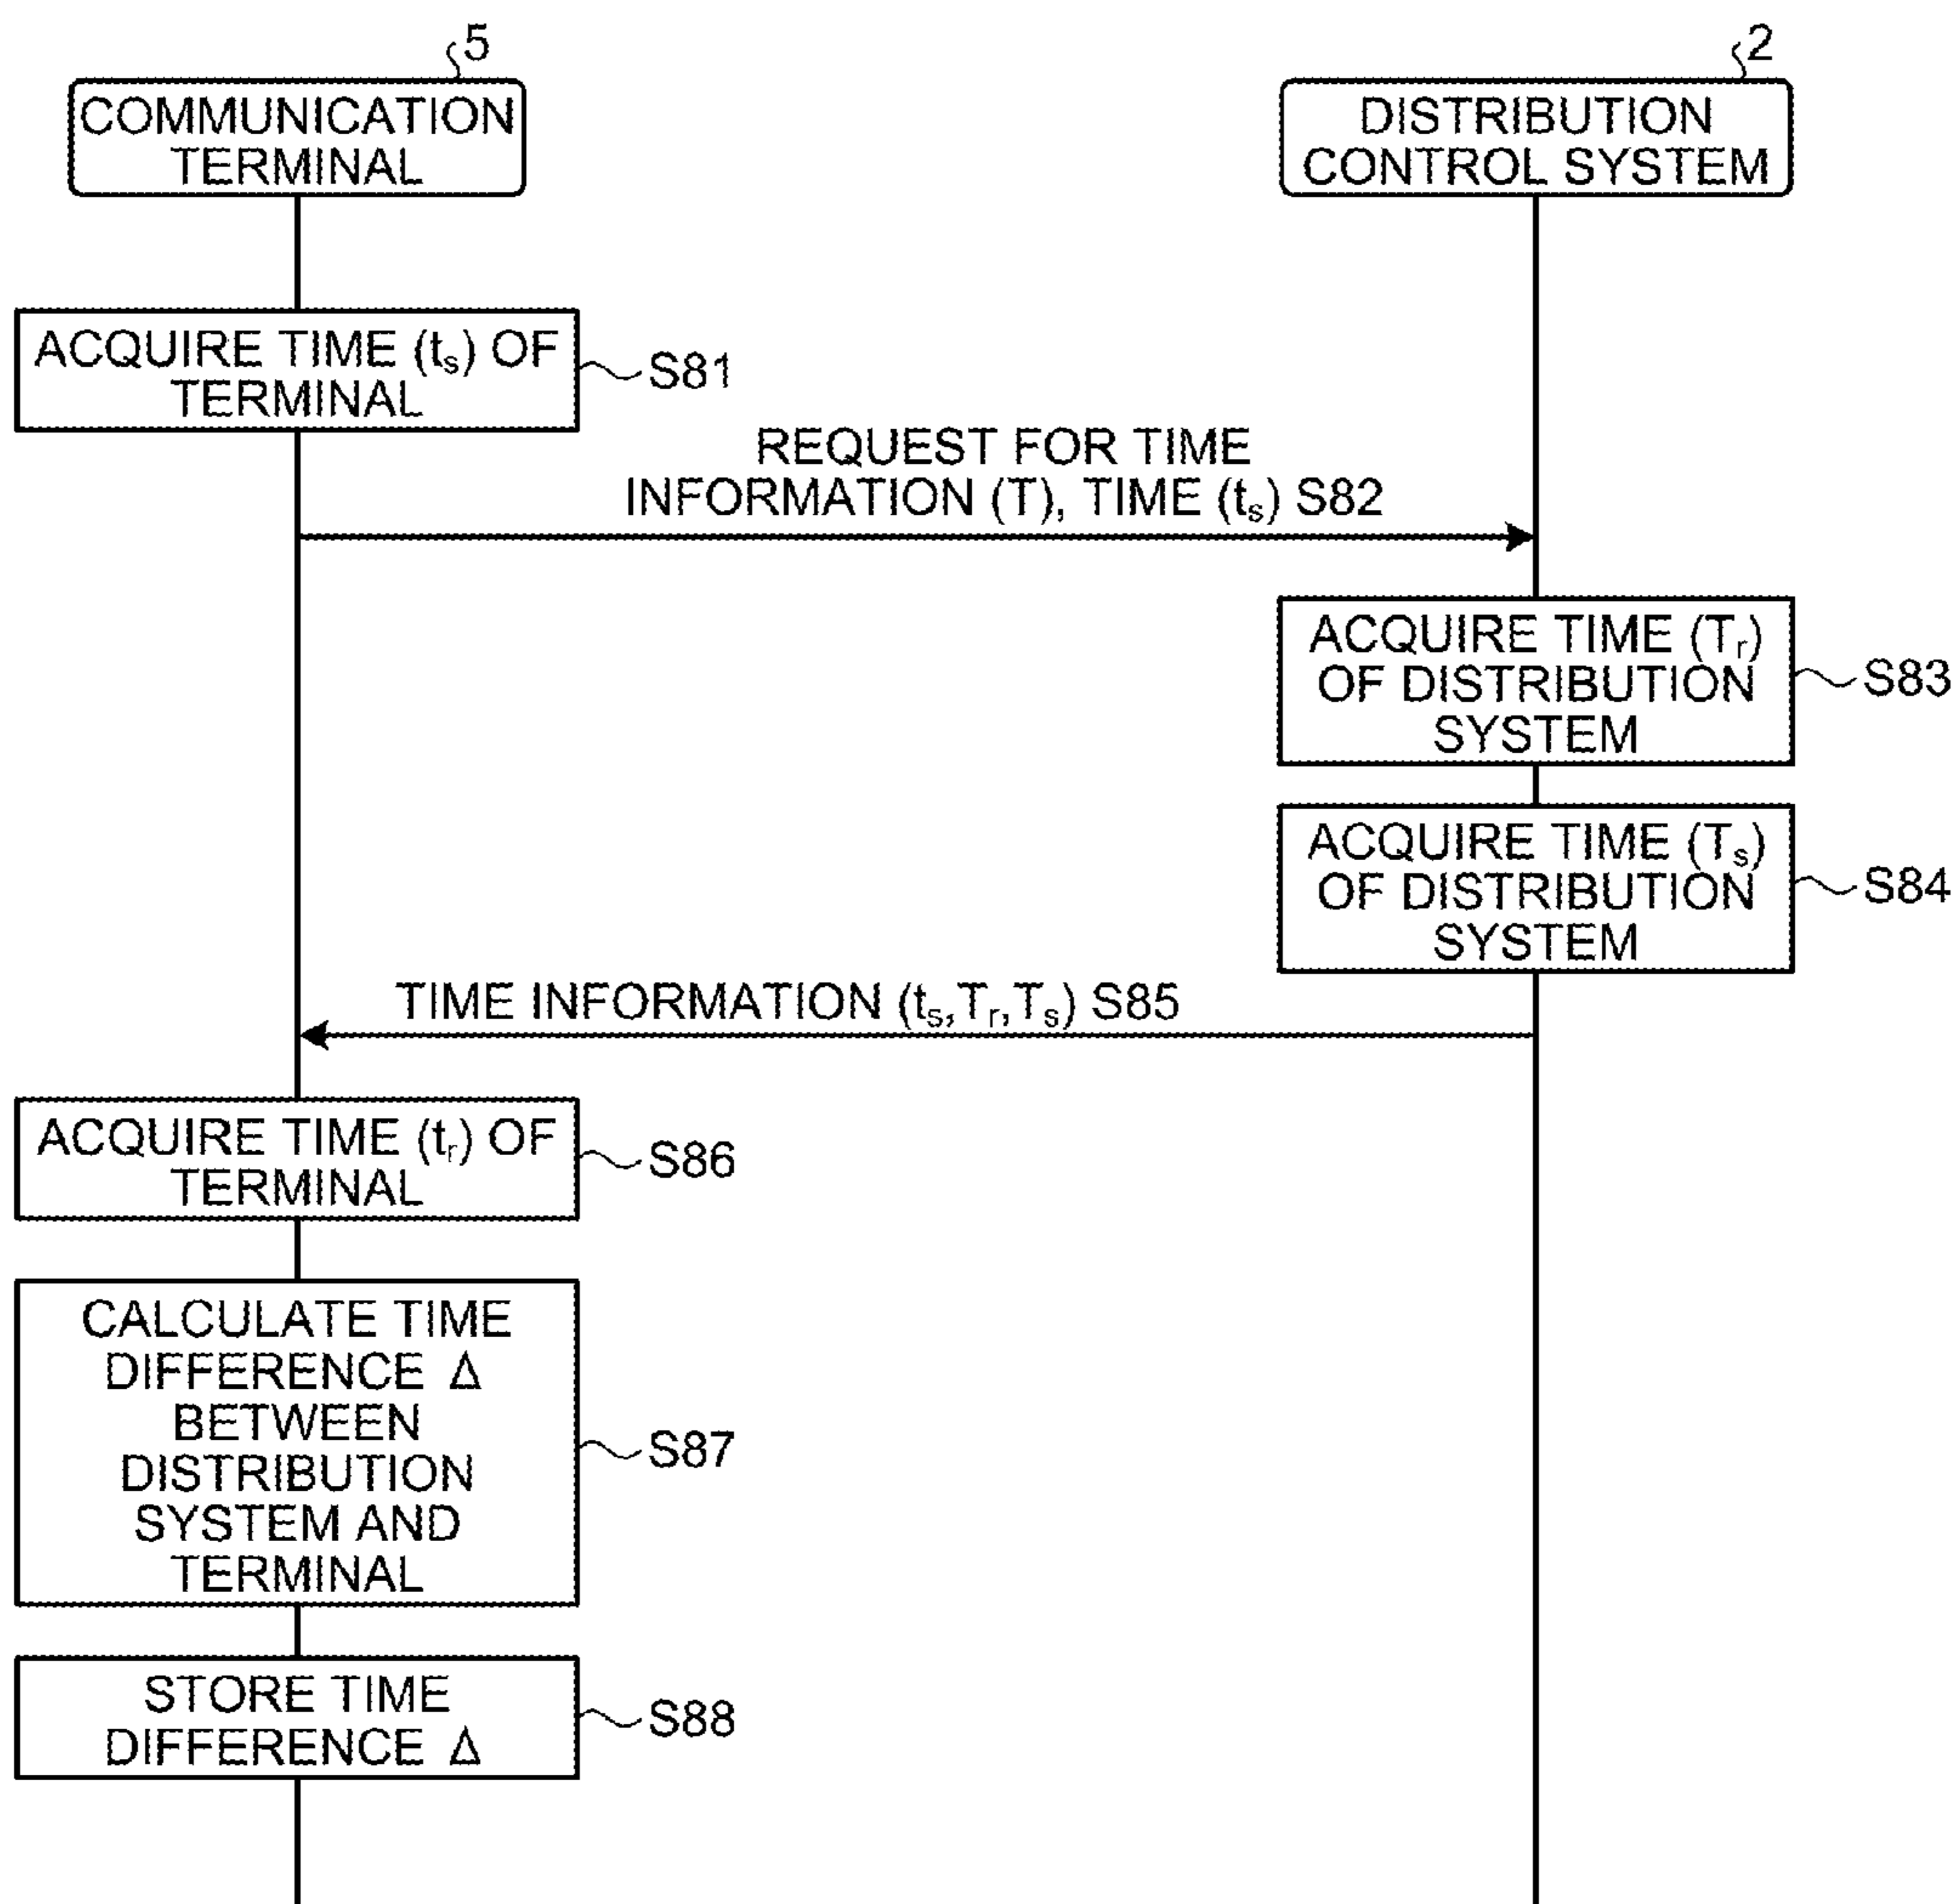 5
COMMUNICATION
TERMINAL
2
DISTRIBUTION
CONTROL SYSTEM
ACQUIRE TIME (ts) OF
TERMINAL
S81
REQUEST FOR TIME
INFORMATION (T), TIME (ts) S82
ACQUIRE TIME (Tr)
OF DISTRIBUTION
SYSTEM
S83
ACQUIRE TIME (Ts)
OF DISTRIBUTION
SYSTEM
S84
TIME INFORMATION (ts,Tr,Ts) S85
ACQUIRE TIME (tr) OF
TERMINAL
S86
CALCULATE TIME
DIFFERENCE Δ
BETWEEN
DISTRIBUTION
SYSTEM AND
TERMINAL
S87
STORE TIME
DIFFERENCE Δ
S88